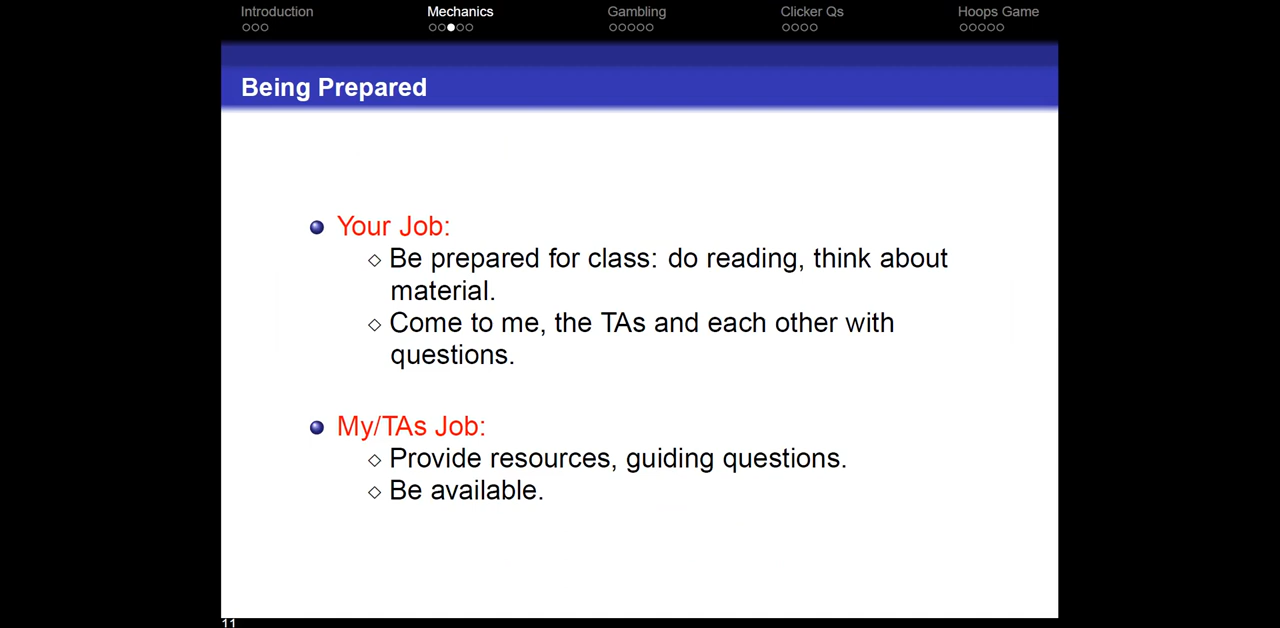 Introduction Mechanics Gambling Clicker Qs Hoops Game
Being Prepared
Your Job:
Be prepared for class: do reading, think about
material.
Come to me, the TAs and each other with
questions.
My/TAs Job:
Provide resources, guiding questions.
Be available.
11